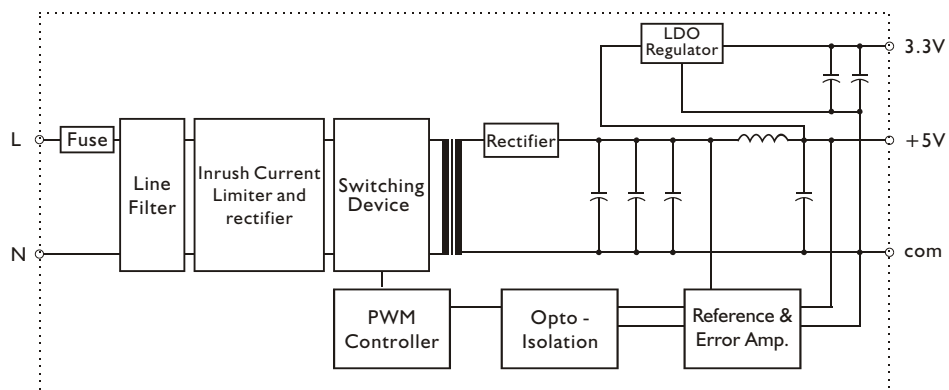 LDO
Regulator
3.3V
L
Fuse
Line
Filter
Inrush Current
Limiter and
rectifier
Switching
Device
Rectifier
+5V
N
com
PWM
Controller
Opto -
Isolation
Reference &
Error Amp.